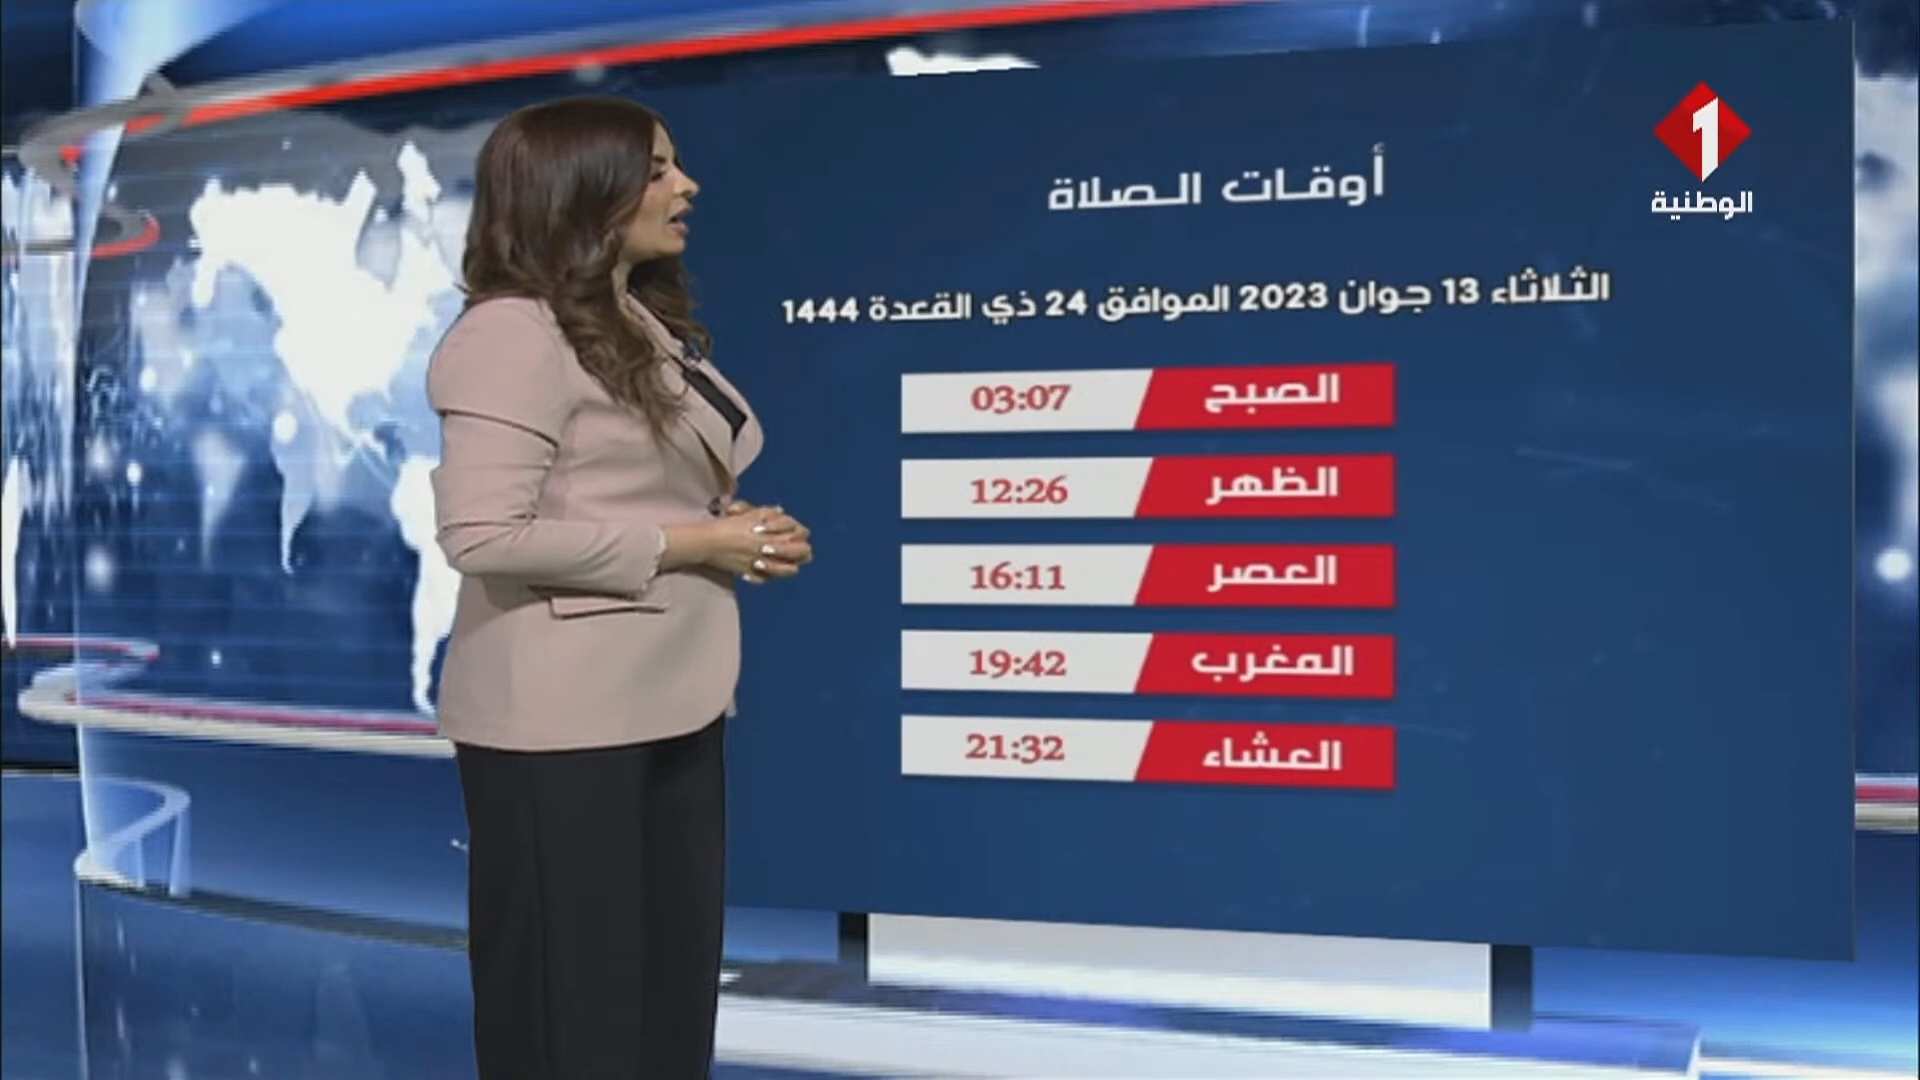 أوقات الصلاة
1
الوطنية
الثلاثاء 13 جوان 2023 الموافق 24 ذي القعدة 1444
الصبح 03:07
الظهر 12:26
العصر 16:11
المغرب 19:42
العشاء 21:32